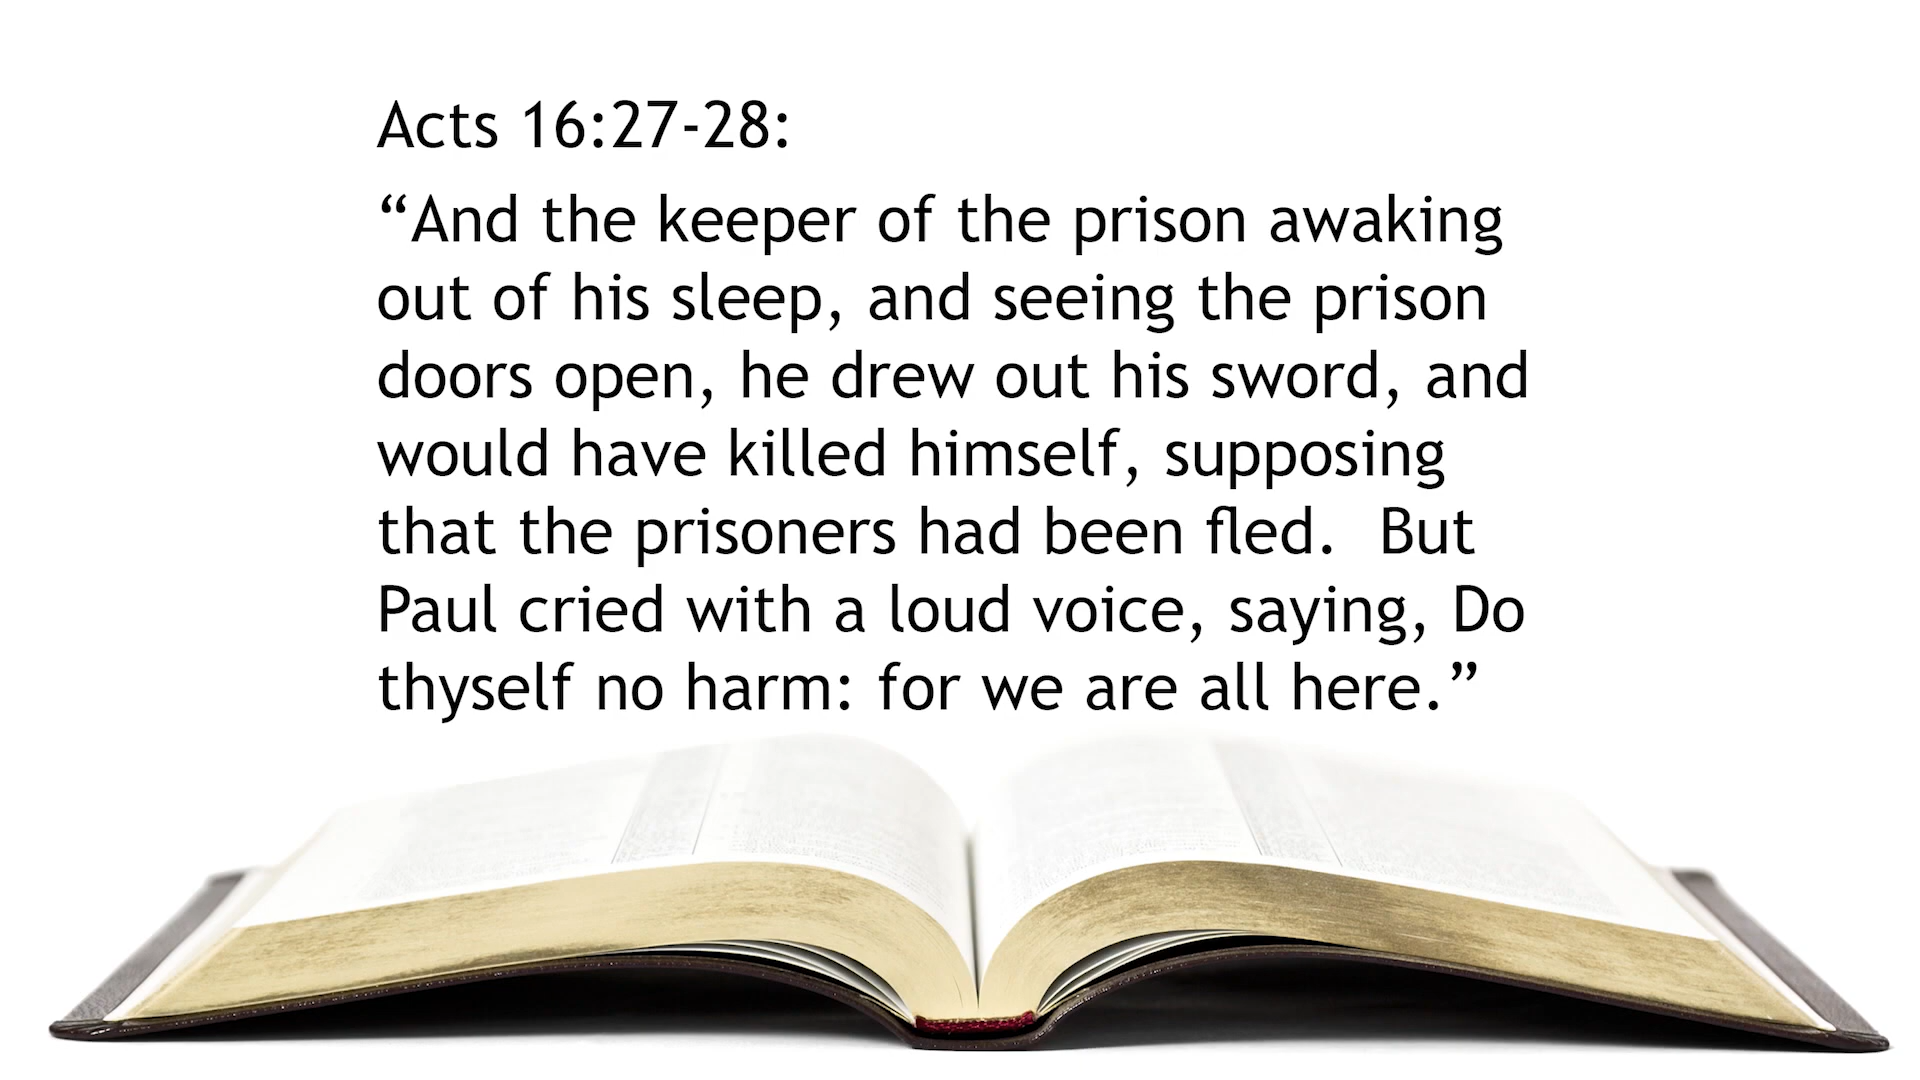 Acts 16:27-28:
“And the keeper of the prison awaking
out of his sleep, and seeing the prison
doors open, he drew out his sword, and
would have killed himself, supposing
that the prisoners had been fled.  But
Paul cried with a loud voice, saying, Do
thyself no harm: for we are all here.”